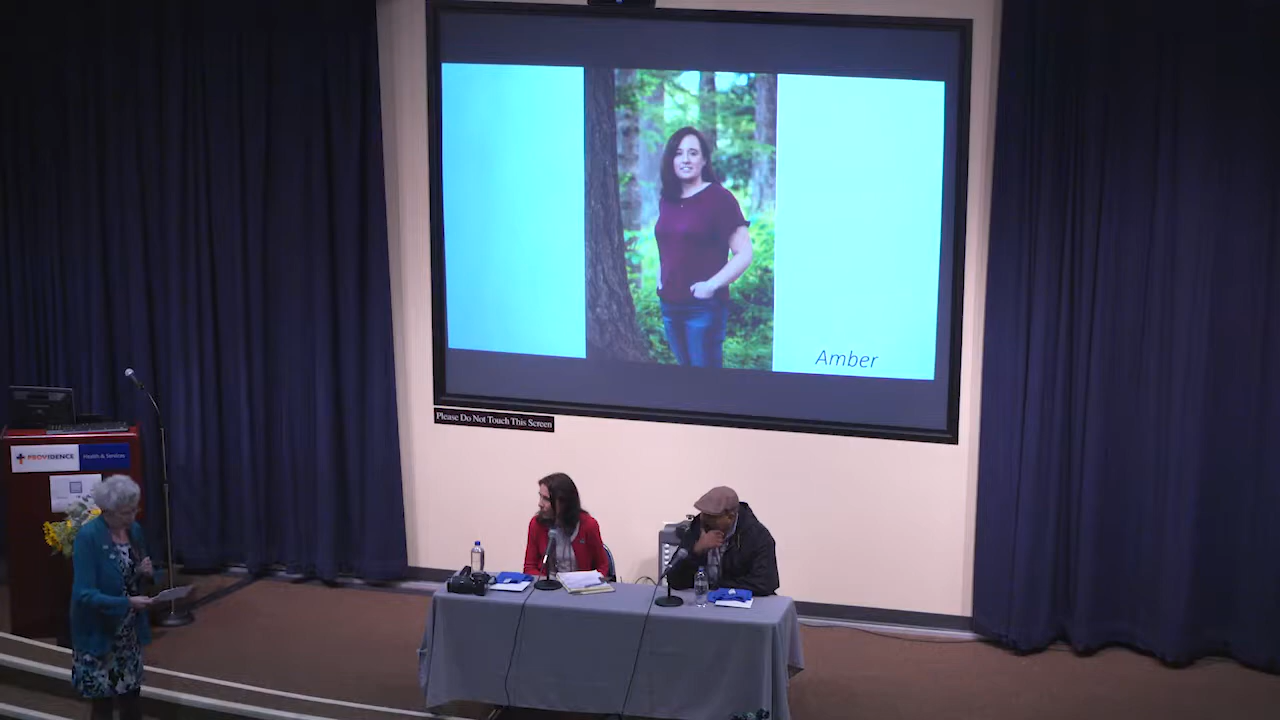 Amber
Please Do Not Touch This Screen
PROVIDENCE
Health & Services